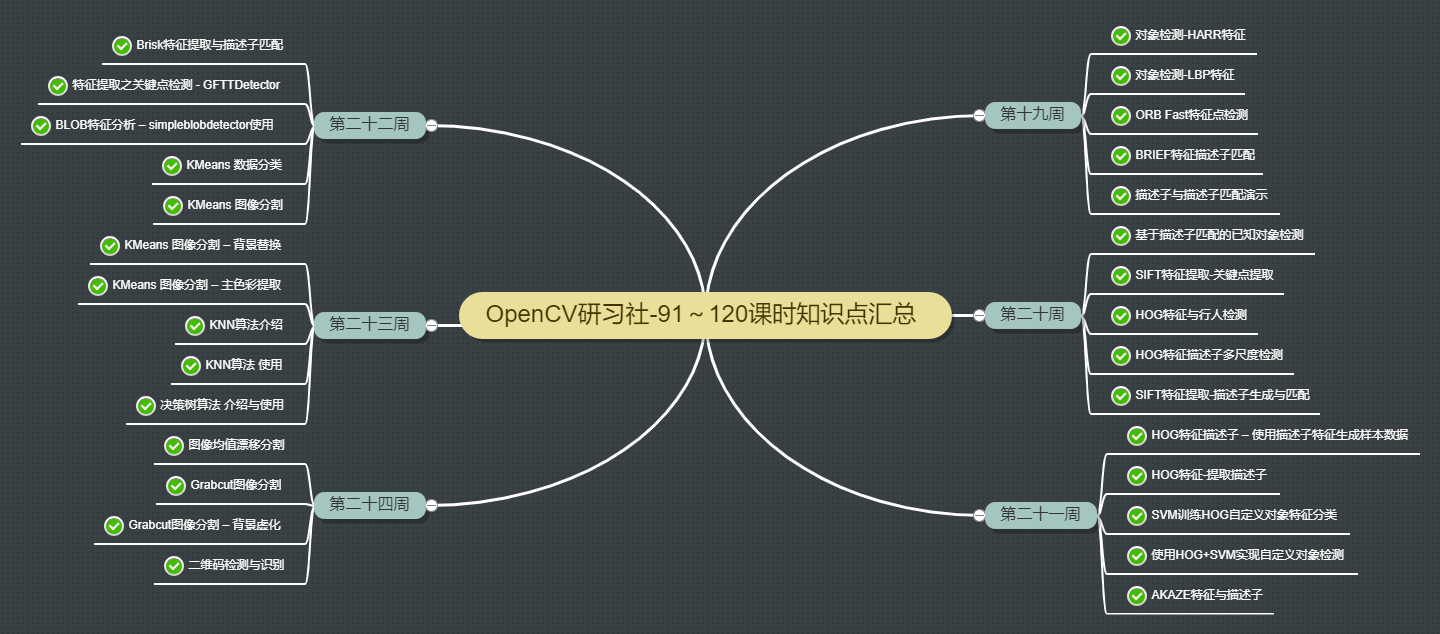 OpenCV研习社-91～120课时知识点汇总
第十九周
对象检测-HARR特征
对象检测-LBP特征
ORB Fast特征点检测
BRIEF特征描述子匹配
描述子与描述子匹配演示
第二十周
基于描述子匹配的已知对象检测
SIFT特征提取-关键点提取
HOG特征与行人检测
HOG特征描述子多尺度检测
SIFT特征提取-描述子生成与匹配
第二十一周
HOG特征描述子 – 使用描述子特征生成样本数据
HOG特征-提取描述子
SVM训练HOG自定义对象特征分类
使用HOG+SVM实现自定义对象检测
AKAZE特征与描述子
第二十二周
Brisk特征提取与描述子匹配
特征提取之关键点检测 - GFTTDetector
BLOB特征分析 – simpleblobdetector使用
KMeans 数据分类
KMeans 图像分割
第二十三周
KMeans 图像分割 – 背景替换
KMeans 图像分割 – 主色彩提取
KNN算法介绍
KNN算法 使用
决策树算法 介绍与使用
第二十四周
图像均值漂移分割
Grabcut图像分割
Grabcut图像分割 – 背景虚化
二维码检测与识别